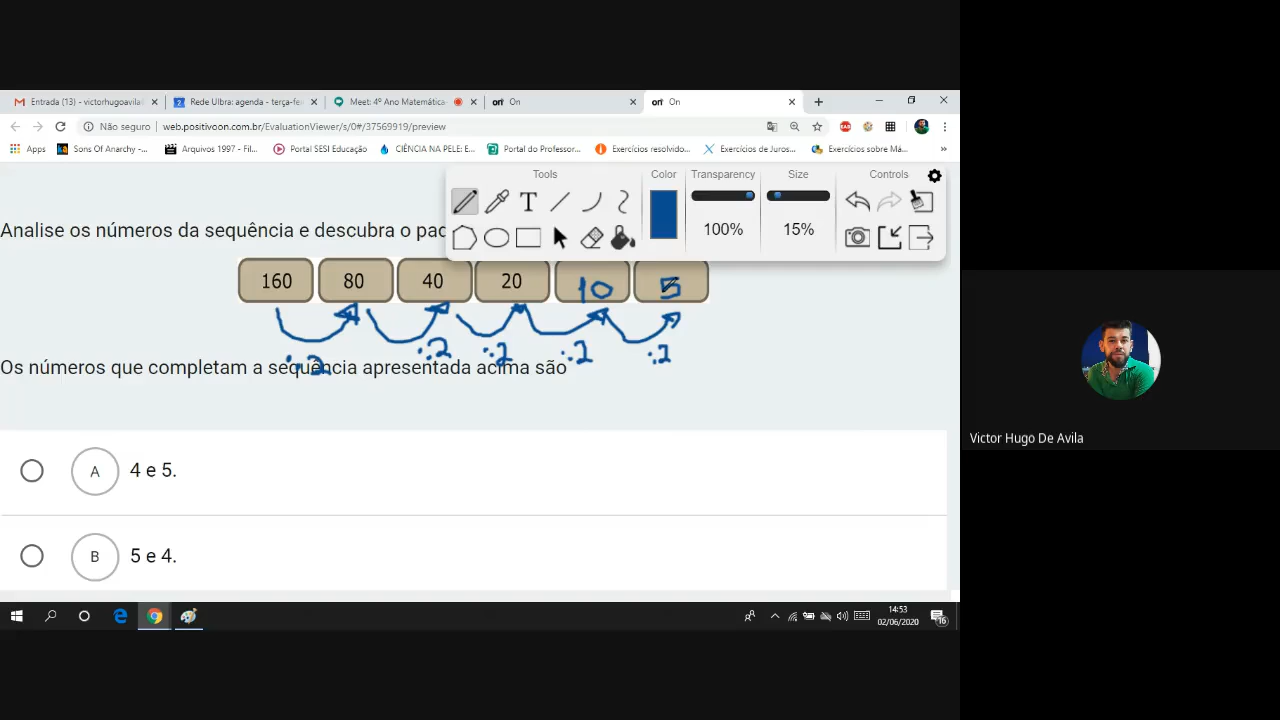 Entrada (13) - victorhugoavila
Rede Ulbra: agenda - terça-fei
Meet: 4º Ano Matemática
On
On
Não seguro
web.positivoon.com.br/EvaluationViewer/s/0#/37569919/preview
Apps
Sons Of Anarchy -...
Arquivos 1997 - Fil...
Portal SESI Educação
CIÊNCIA NA PELE: E...
Portal do Professor...
Exercícios resolvido...
Exercícios de Juros...
Exercícios sobre Má...
»
Tools
Color
Transparency
Size
Controls
T
100%
15%
Analise os números da sequência e descubra o pad
160 80 40 20 10 5
:2 :2 :2 :2 :2
Os números que completam a sequência apresentada acima são
A 4 e 5.
B 5 e 4.
14:53
02/06/2020
16
Victor Hugo De Avila